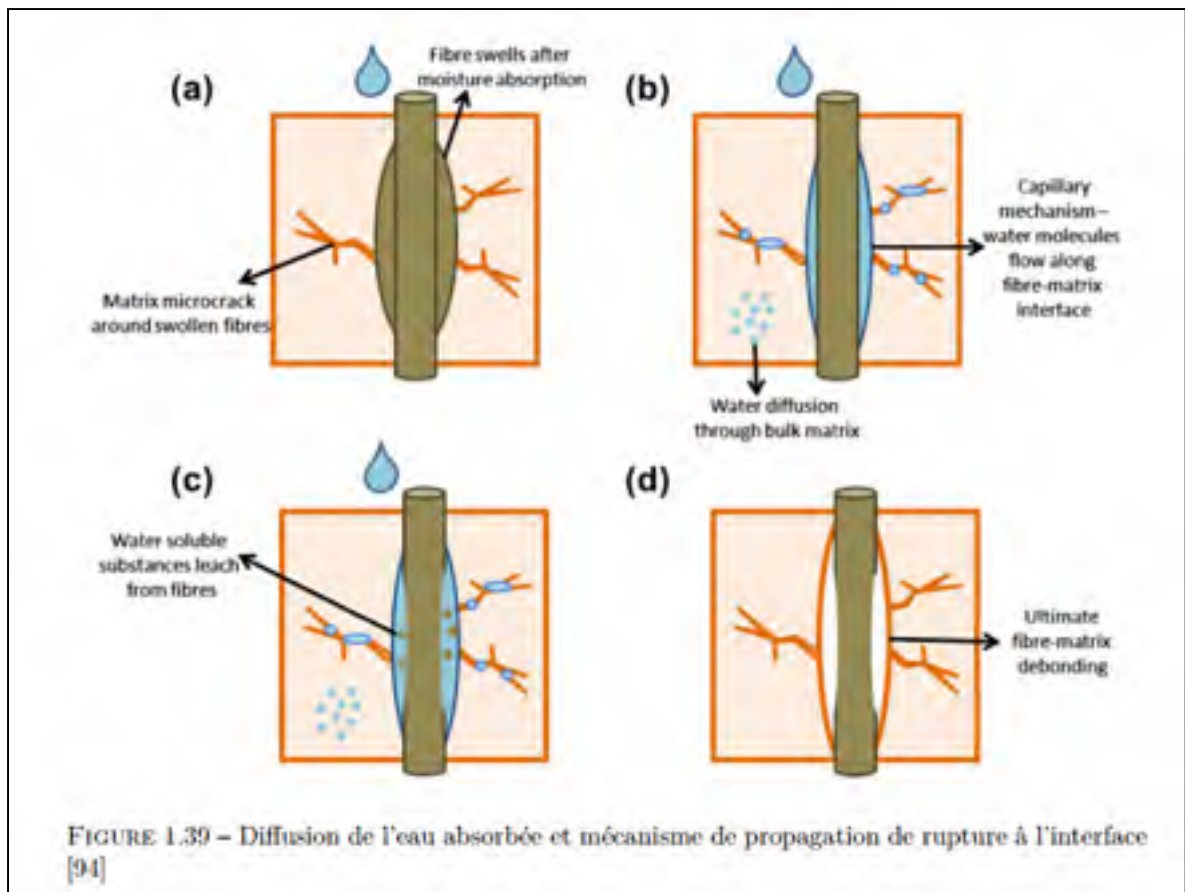 (a)
Fibre swells after
moisture absorption
Matrix microcrack
around swollen fibres
(b)
Capillary
mechanism–
water molecules
flow along
fibre-matrix
interface
Water diffusion
through bulk matrix
(c)
Water soluble
substances leach
from fibres
(d)
Ultimate
fibre-matrix
debonding
FIGURE 1.39 – Diffusion de l'eau absorbée et mécanisme de propagation de rupture à l'interface
[94]